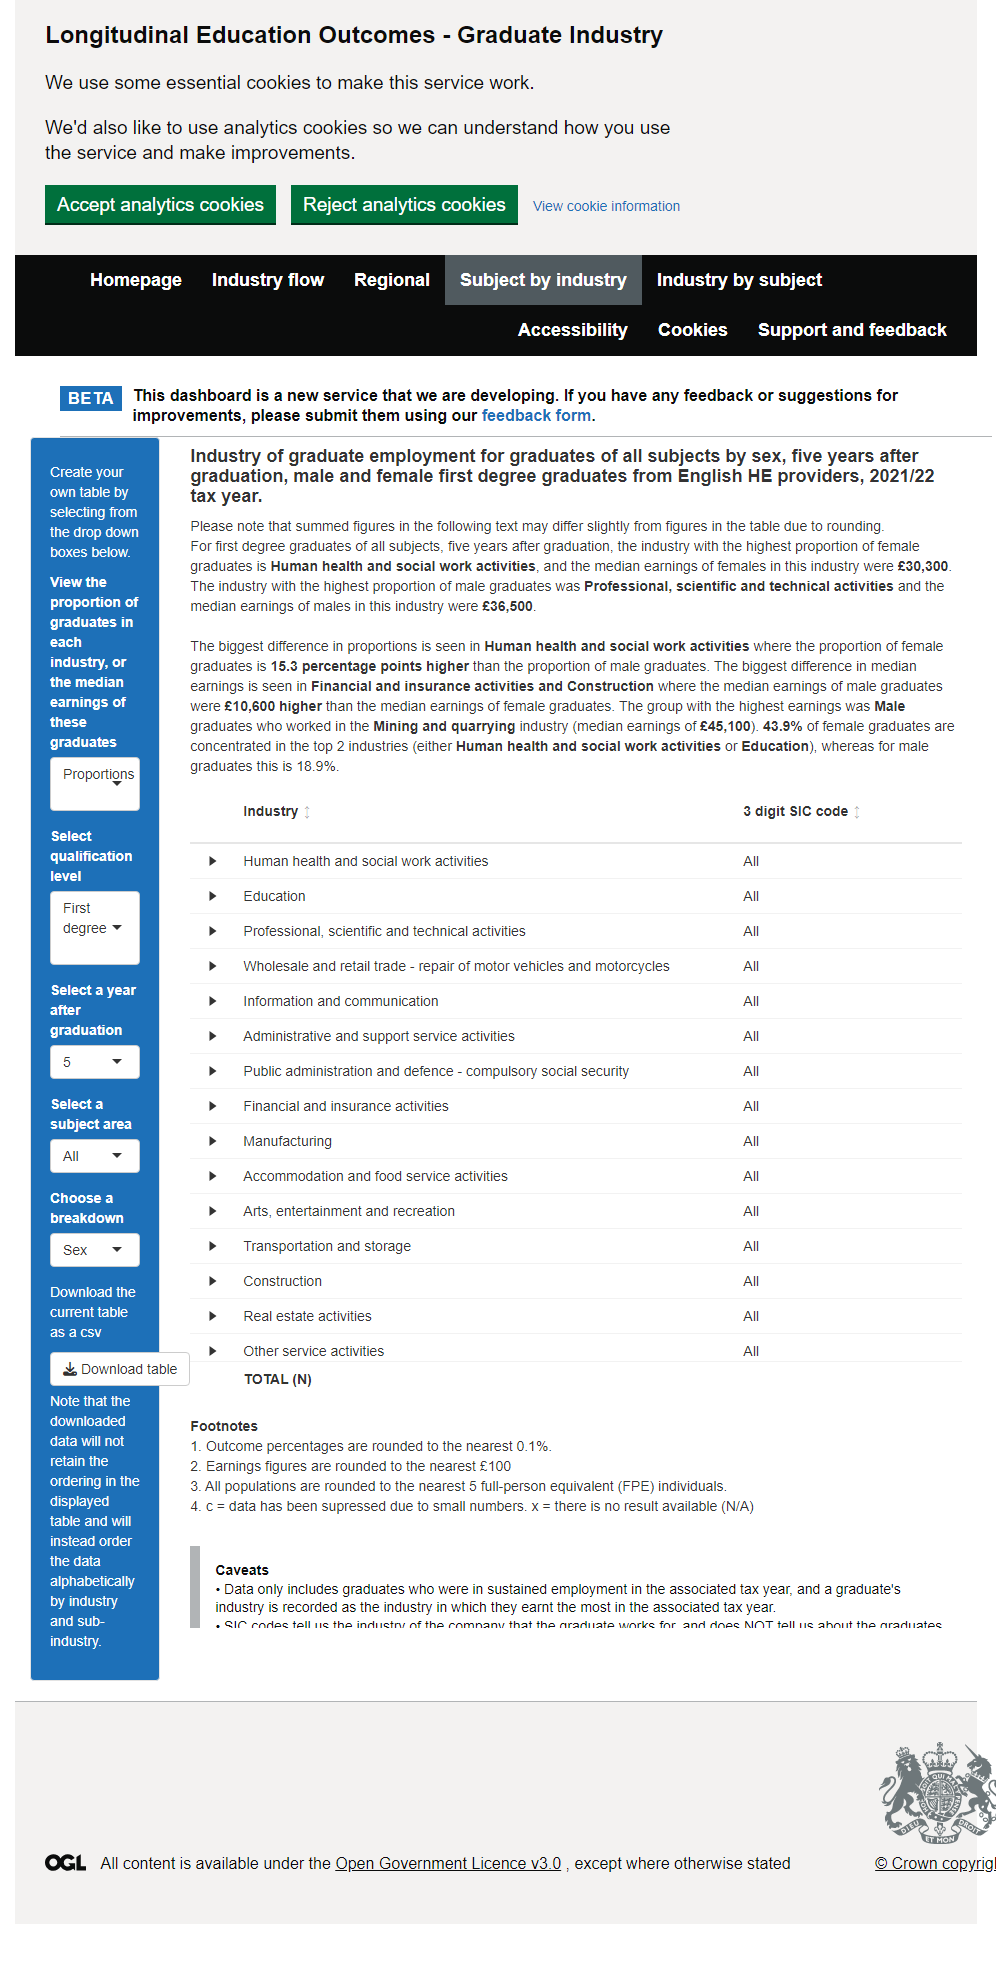 Longitudinal Education Outcomes - Graduate Industry
We use some essential cookies to make this service work.
We'd also like to use analytics cookies so we can understand how you use
the service and make improvements.
Accept analytics cookies
Reject analytics cookies
View cookie information
Homepage
Industry flow
Regional
Subject by industry
Industry by subject
Accessibility
Cookies
Support and feedback
BETA
This dashboard is a new service that we are developing. If you have any feedback or suggestions for
improvements, please submit them using our feedback form.
Create your
own table by
selecting from
the drop down
boxes below.
View the
proportion of
graduates in
each
industry, or
the median
earnings of
these
graduates
Proportions
Select
qualification
level
First
degree
Select a year
after
graduation
5
Select a
subject area
All
Choose a
breakdown
Sex
Download the
current table
as a csv
Download table
Note that the
downloaded
data will not
retain the
ordering in the
displayed
table and will
instead order
the data
alphabetically
by industry
and sub-
industry.
Industry of graduate employment for graduates of all subjects by sex, five years after
graduation, male and female first degree graduates from English HE providers, 2021/22
tax year.
Please note that summed figures in the following text may differ slightly from figures in the table due to rounding.
For first degree graduates of all subjects, five years after graduation, the industry with the highest proportion of female
graduates is Human health and social work activities, and the median earnings of females in this industry were £30,300.
The industry with the highest proportion of male graduates was Professional, scientific and technical activities and the
median earnings of males in this industry were £36,500.
The biggest difference in proportions is seen in Human health and social work activities where the proportion of female
graduates is 15.3 percentage points higher than the proportion of male graduates. The biggest difference in median
earnings is seen in Financial and insurance activities and Construction where the median earnings of male graduates
were £10,600 higher than the median earnings of female graduates. The group with the highest earnings was Male
graduates who worked in the Mining and quarrying industry (median earnings of £45,100). 43.9% of female graduates are
concentrated in the top 2 industries (either Human health and social work activities or Education), whereas for male
graduates this is 18.9%.
Industry
3 digit SIC code
Human health and social work activities All
Education All
Professional, scientific and technical activities All
Wholesale and retail trade - repair of motor vehicles and motorcycles All
Information and communication All
Administrative and support service activities All
Public administration and defence - compulsory social security All
Financial and insurance activities All
Manufacturing All
Accommodation and food service activities All
Arts, entertainment and recreation All
Transportation and storage All
Construction All
Real estate activities All
Other service activities All
TOTAL (N)
Footnotes
1. Outcome percentages are rounded to the nearest 0.1%.
2. Earnings figures are rounded to the nearest £100
3. All populations are rounded to the nearest 5 full-person equivalent (FPE) individuals.
4. c = data has been supressed due to small numbers. x = there is no result available (N/A)
Caveats
• Data only includes graduates who were in sustained employment in the associated tax year, and a graduate's
industry is recorded as the industry in which they earnt the most in the associated tax year.
• SIC codes tell us the industry of the company that the graduate works for, and does NOT tell us about the graduates
DIEU ET MON DROIT
OGL All content is available under the Open Government Licence v3.0 , except where otherwise stated
© Crown copyrig